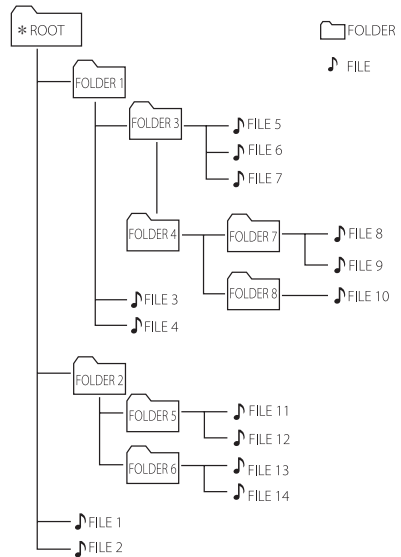 * ROOT
FOLDER
FILE
FOLDER 1
FOLDER 3
FILE 5
FILE 6
FILE 7
FOLDER 4
FOLDER 7
FILE 8
FILE 9
FOLDER 8
FILE 10
FILE 3
FILE 4
FOLDER 2
FOLDER 5
FILE 11
FILE 12
FOLDER 6
FILE 13
FILE 14
FILE 1
FILE 2